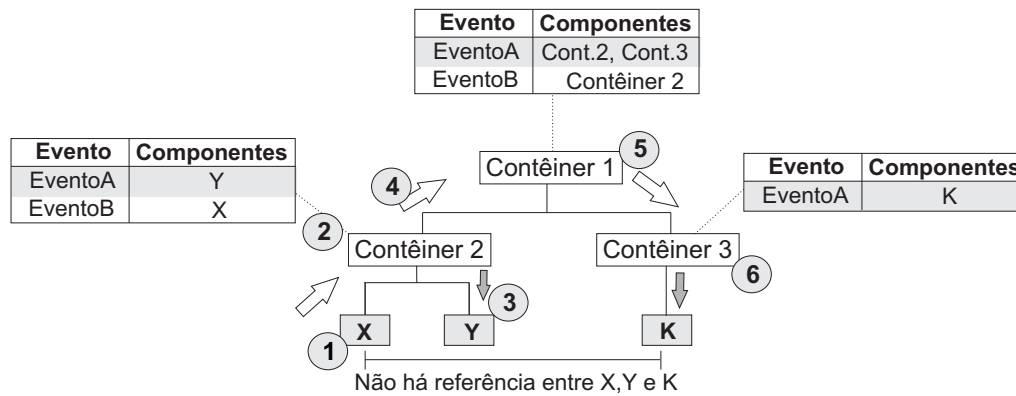 Evento Componentes
EventoA Cont.2, Cont.3
EventoB Contêiner 2
Evento Componentes
EventoA Y
EventoB X
Contêiner 1
5
4
Evento Componentes
EventoA K
2
Contêiner 2
Contêiner 3
6
3
X
Y
K
1
Não há referência entre X,Y e K